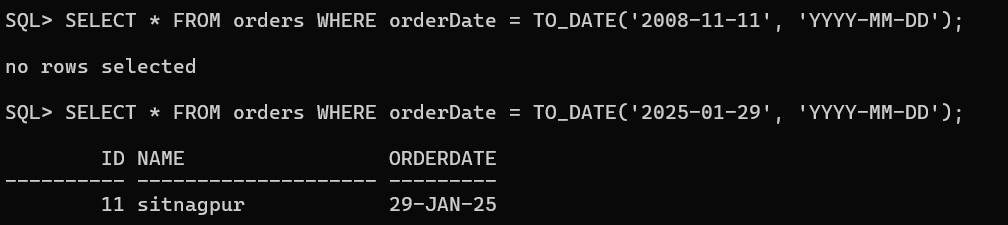 SQL> SELECT * FROM orders WHERE orderDate = TO_DATE('2008-11-11', 'YYYY-MM-DD');
no rows selected
SQL> SELECT * FROM orders WHERE orderDate = TO_DATE('2025-01-29', 'YYYY-MM-DD');
        ID NAME                 ORDERDATE
---------- -------------------- ---------
        11 sitnagpur            29-JAN-25